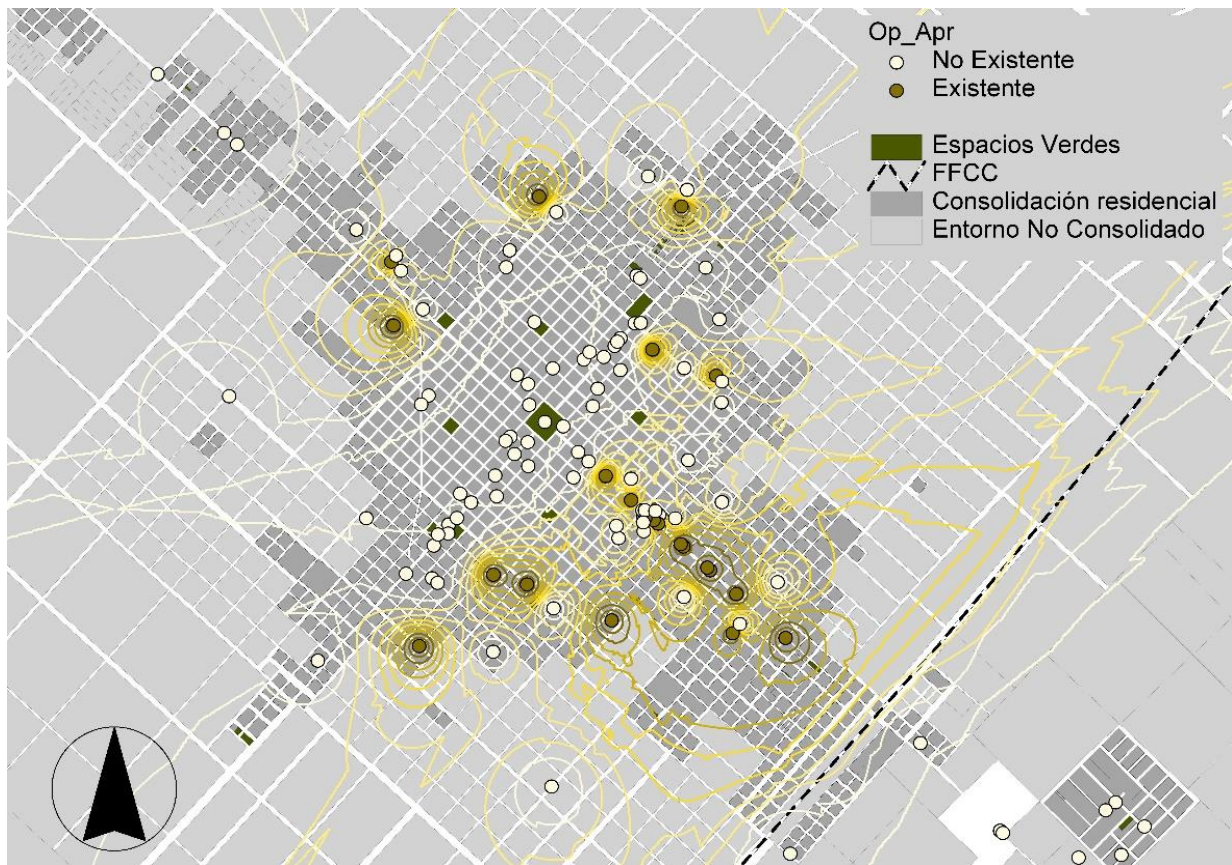 Op_Apr
No Existente
Existente
Espacios Verdes
FFCC
Consolidación residencial
Entorno No Consolidado